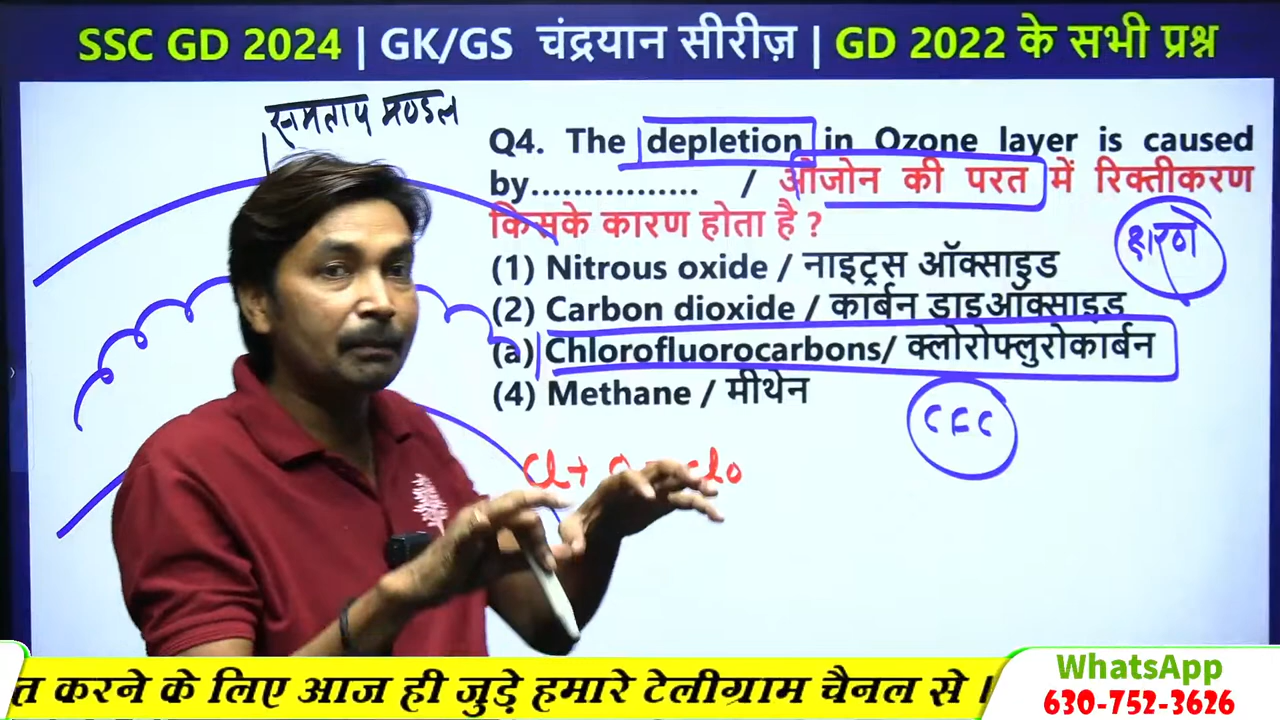 SSC GD 2024 | GK/GS चंद्रयान सीरीज़ | GD 2022 के सभी प्रश्न
समताप मण्डल
Q4. The depletion in Ozone layer is caused
by................ / ओजोन की परत में रिक्तीकरण
किसके कारण होता है ?
क्षरण
(1) Nitrous oxide / नाइट्रस ऑक्साइड
(2) Carbon dioxide / कार्बन डाइऑक्साइड
(a) Chlorofluorocarbons/ क्लोरोफ्लुरोकार्बन
(4) Methane / मीथेन
CFC
Cl+
त करने के लिए आज ही जुड़े हमारे टेलीग्राम चैनल से ।
WhatsApp
630-752-3626